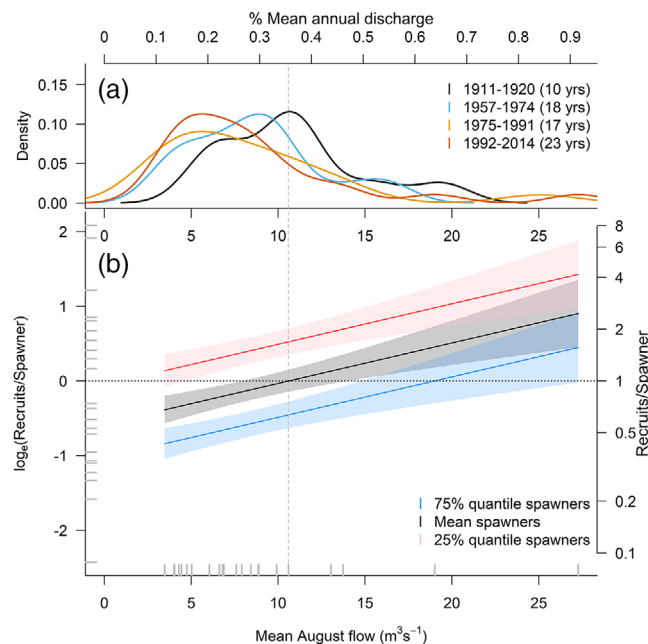 % Mean annual discharge
0 0.1 0.2 0.3 0.4 0.5 0.6 0.7 0.8 0.9
(a)
Density
0.15
0.10
0.05
0.00
1911-1920 (10 yrs)
1957-1974 (18 yrs)
1975-1991 (17 yrs)
1992-2014 (23 yrs)
0 5 10 15 20 25
(b)
logₑ(Recruits/Spawner)
2
1
0
-1
-2
Recruits/Spawner
8
6
4
2
1
0.5
0.2
0.1
75% quantile spawners
Mean spawners
25% quantile spawners
0 5 10 15 20 25
Mean August flow (m³s⁻¹)